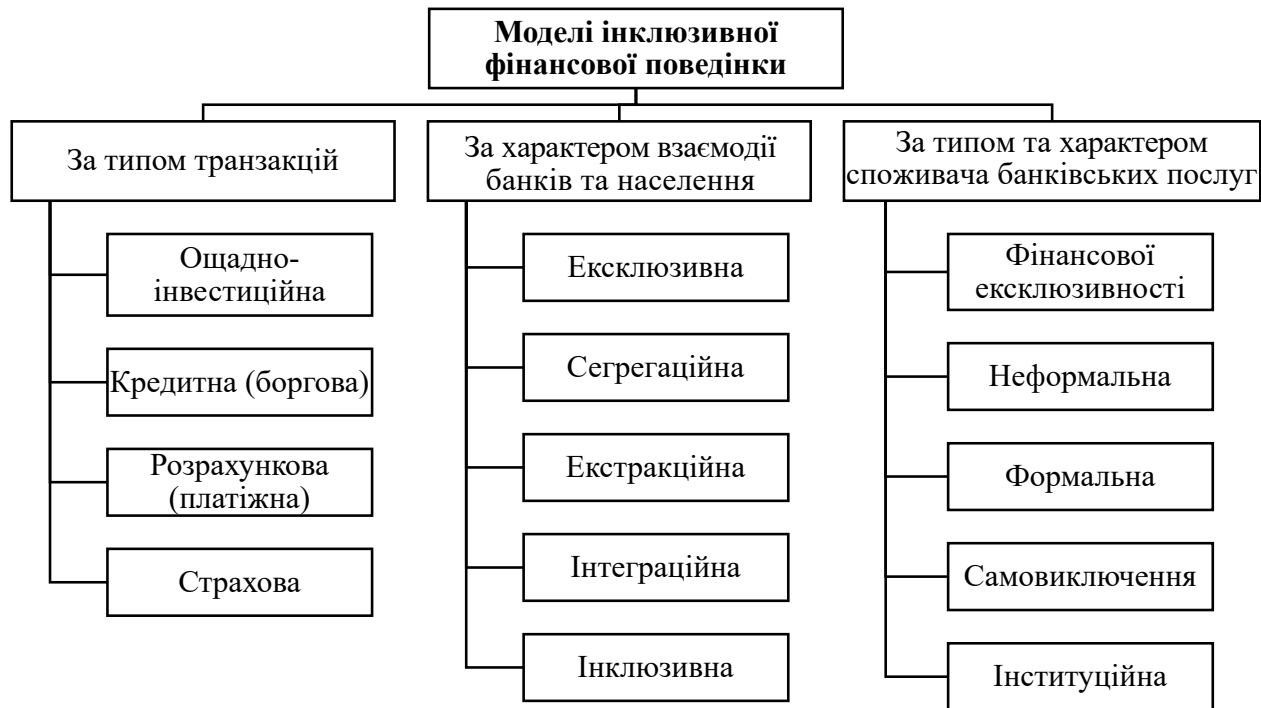 Моделі інклюзивної
фінансової поведінки
За типом транзакцій
Ощадно-
інвестиційна
Кредитна (боргова)
Розрахункова
(платіжна)
Страхова
За характером взаємодії
банків та населення
Ексклюзивна
Сегрегаційна
Екстракційна
Інтеграційна
Інклюзивна
За типом та характером
споживача банківських послуг
Фінансової
ексклюзивності
Неформальна
Формальна
Самовиключення
Інституційна